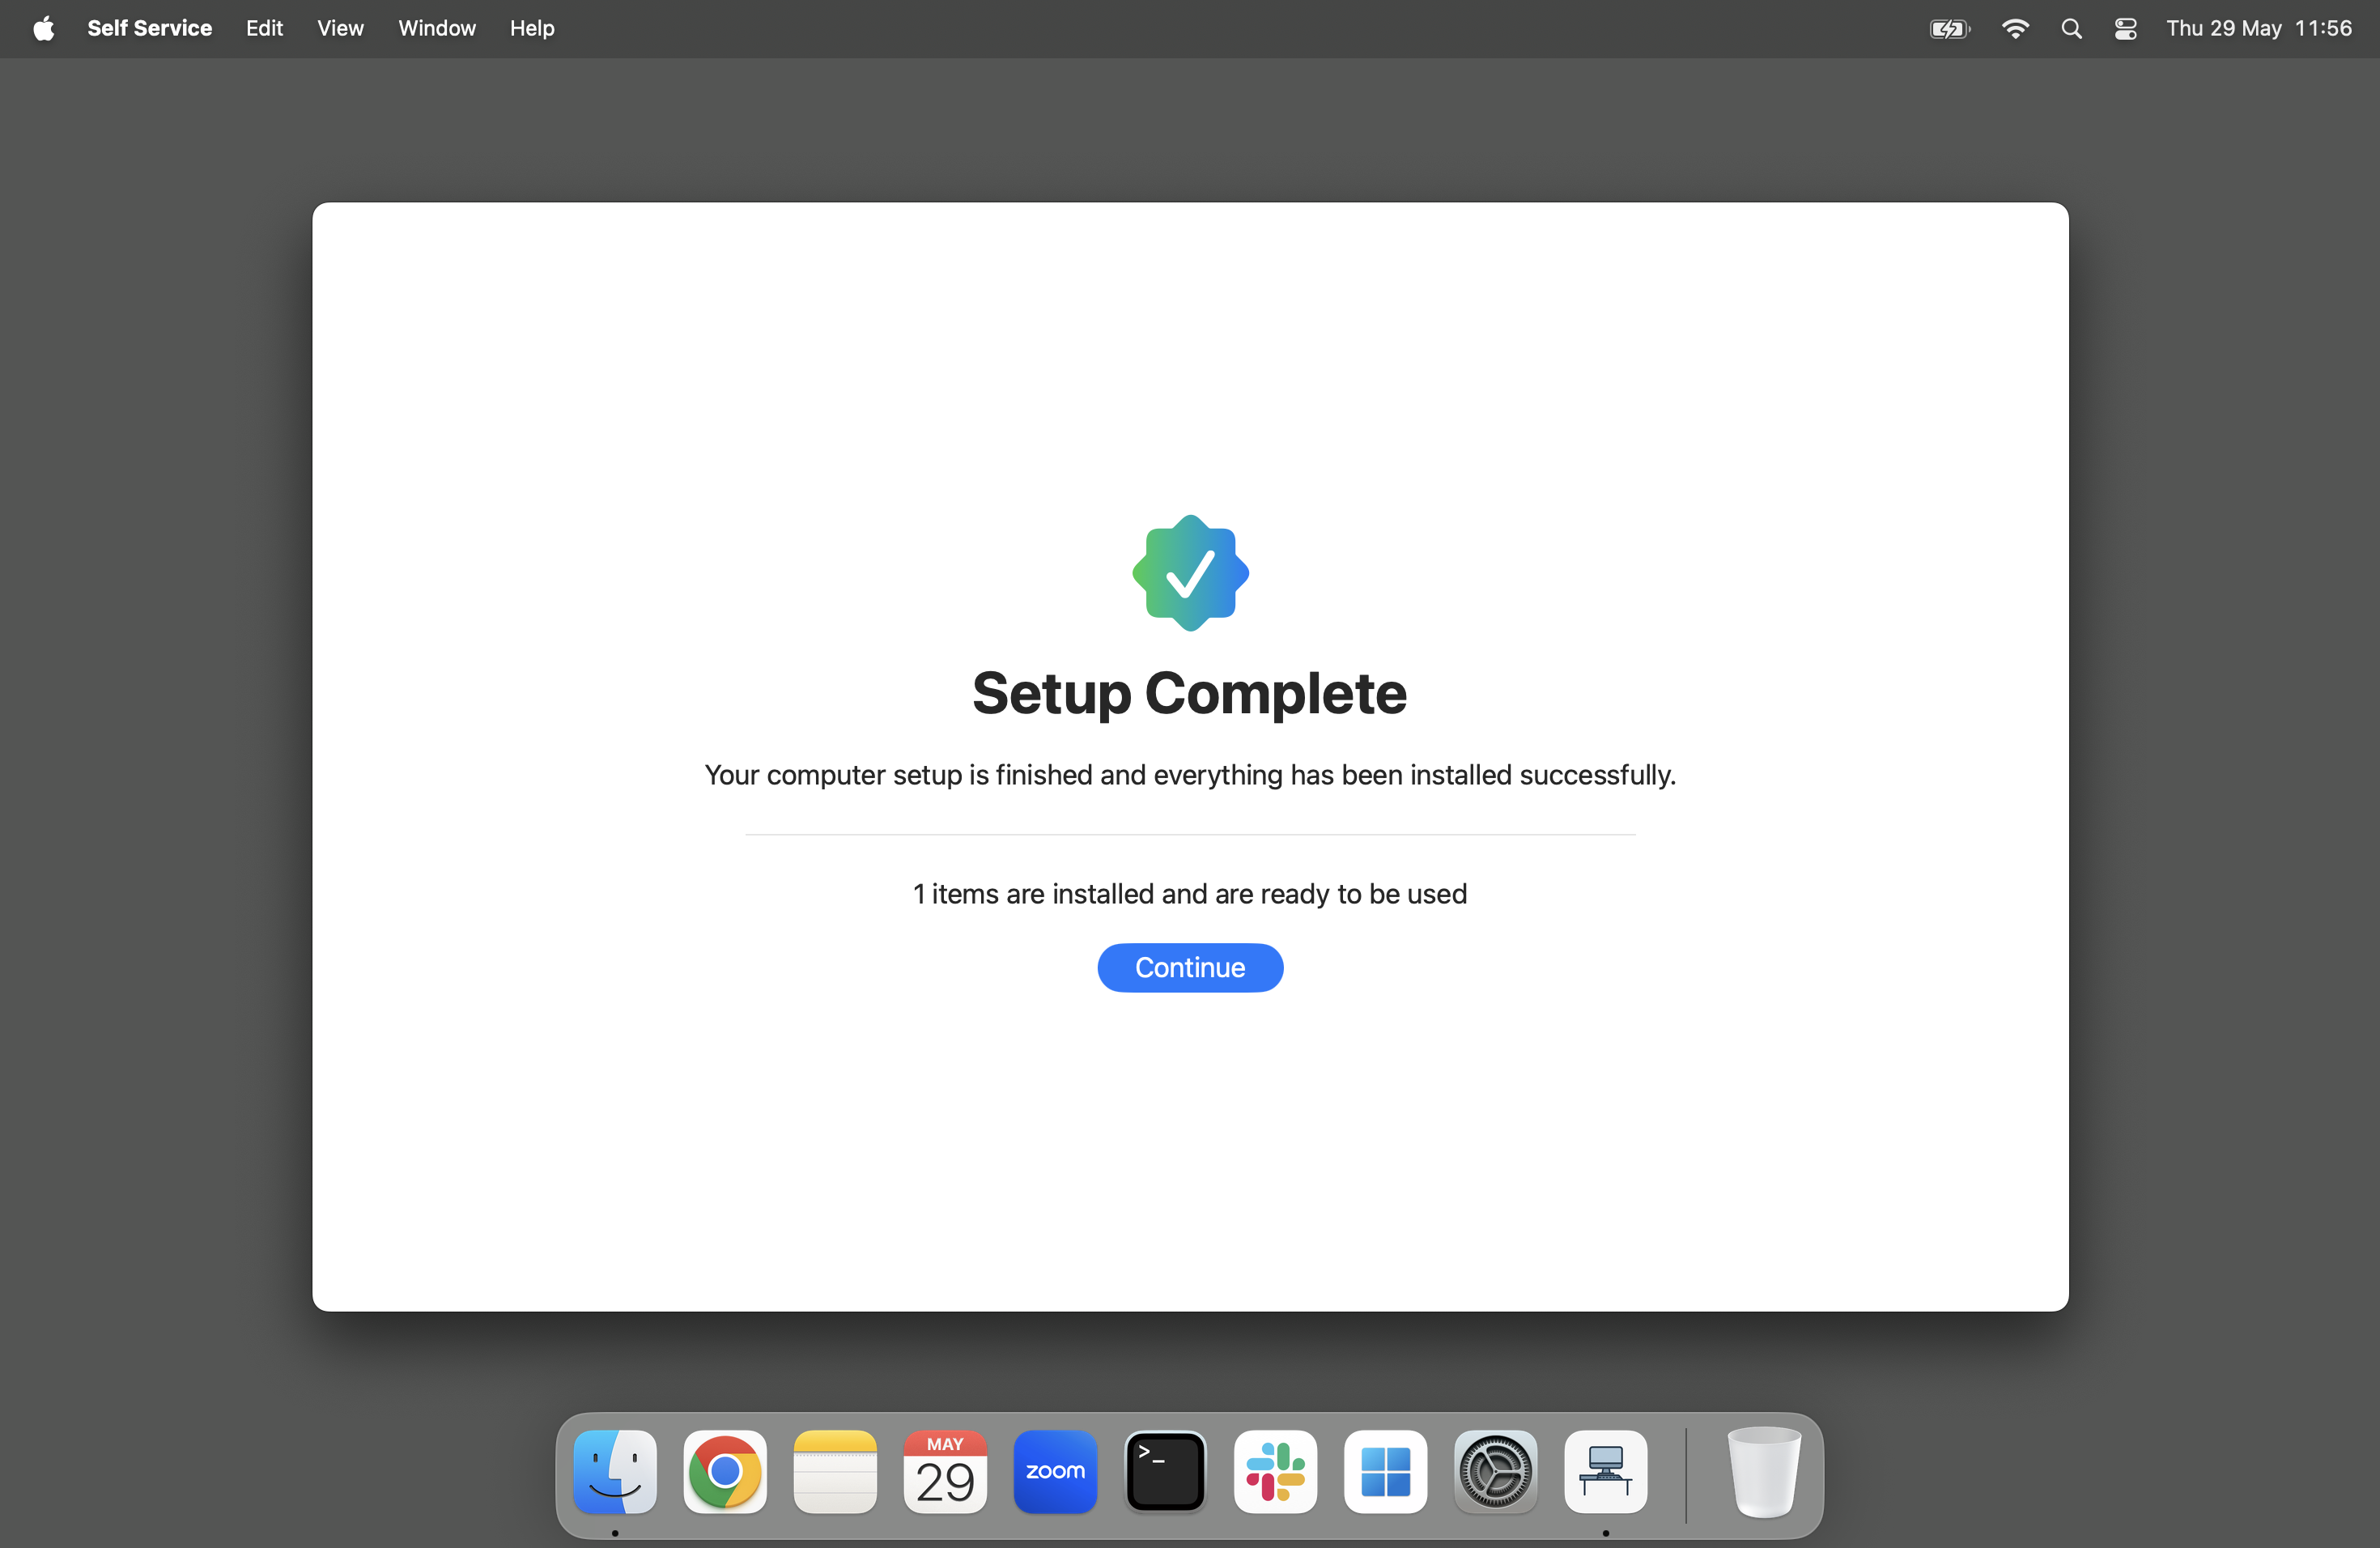 Self Service Edit View Window Help Thu 29 May 11:56
Setup Complete
Your computer setup is finished and everything has been installed successfully.
1 items are installed and are ready to be used
Continue
MAY
29
zoom
>_